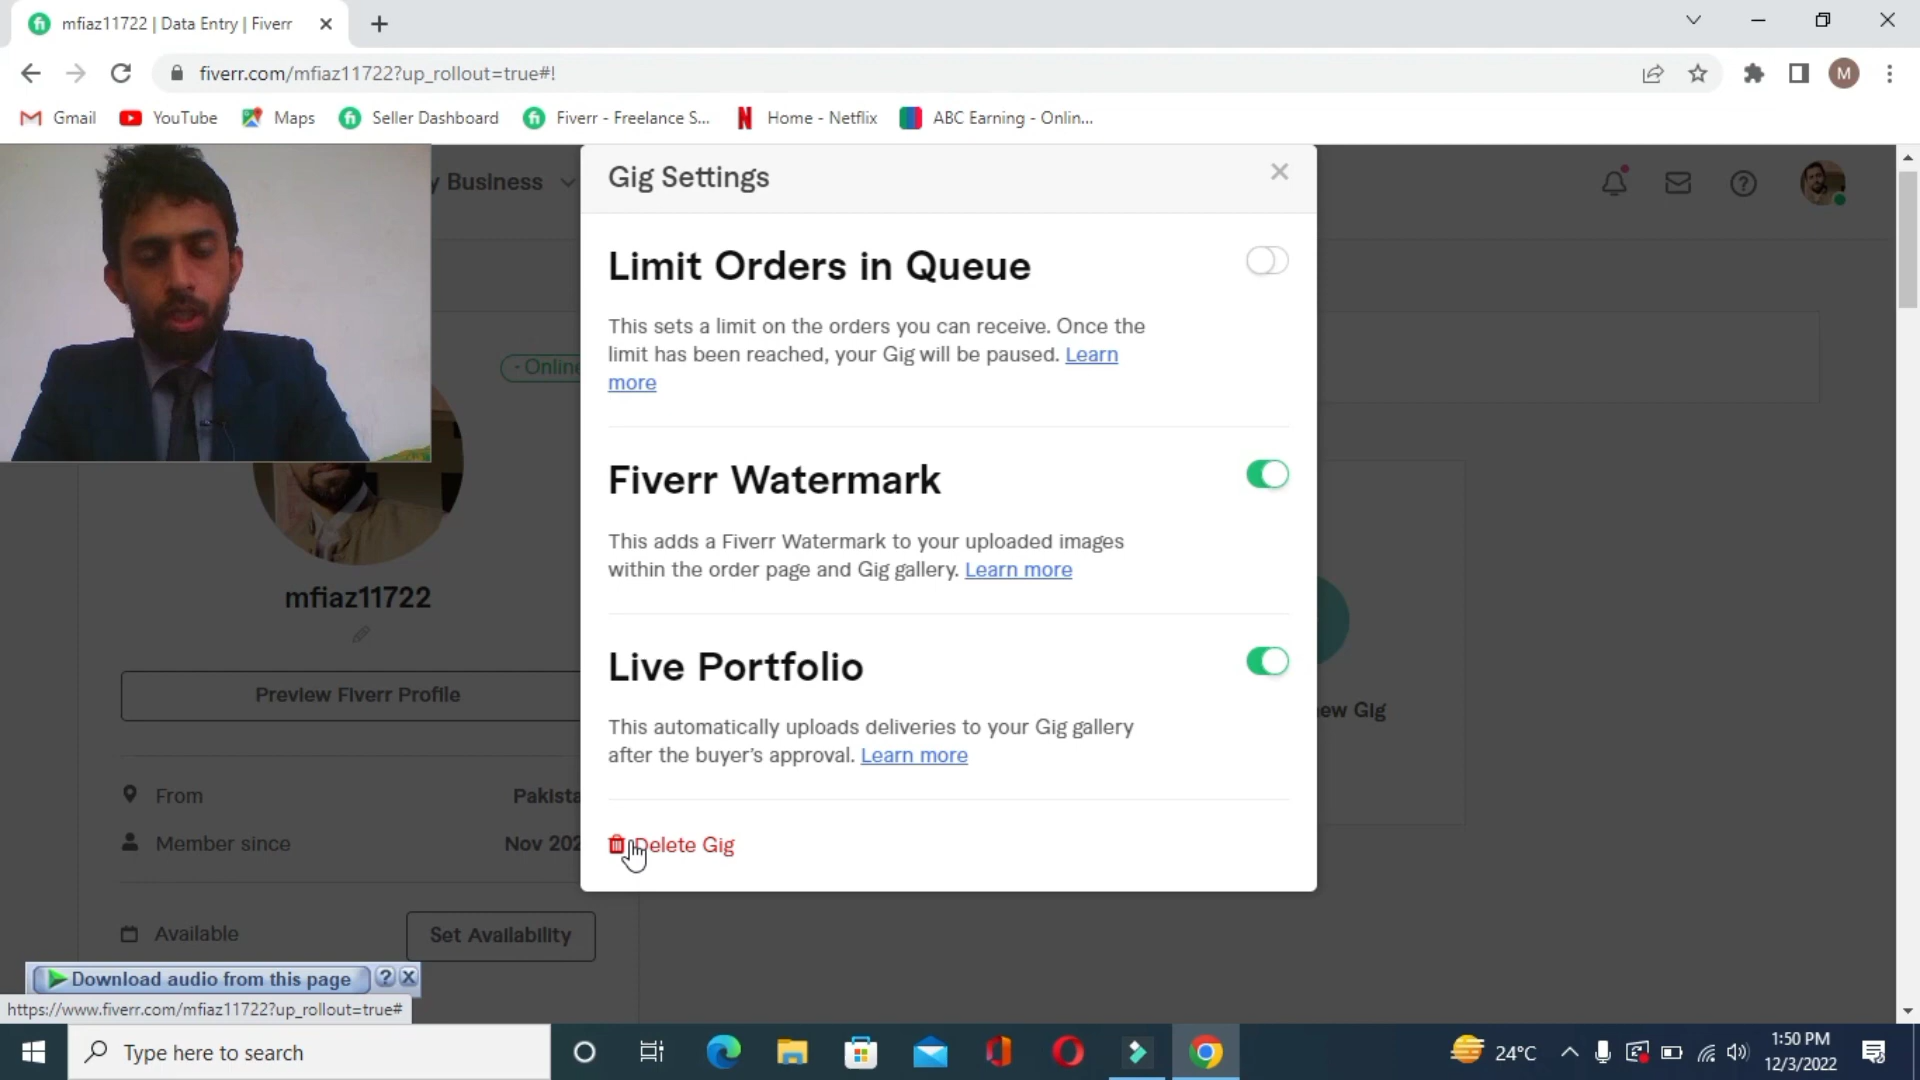 mfiaz11722 | Data Entry | Fiverr
fiverr.com/mfiaz11722?up_rollout=true#!
M
Gmail
YouTube
Maps
Seller Dashboard
Fiverr - Freelance S...
Home - Netflix
ABC Earning - Onlin...
y Business
Gig Settings
Limit Orders in Queue
This sets a limit on the orders you can receive. Once the
limit has been reached, your Gig will be paused. Learn
more
Fiverr Watermark
This adds a Fiverr Watermark to your uploaded images
within the order page and Gig gallery. Learn more
Live Portfolio
This automatically uploads deliveries to your Gig gallery
after the buyer's approval. Learn more
Delete Gig
• Online
mfiaz11722
Preview Fiverr Profile
From Pakista
Member since Nov 202
Available Set Availability
ew Gig
Download audio from this page
https://www.fiverr.com/mfiaz11722?up_rollout=true#
Type here to search
24°C
1:50 PM
12/3/2022